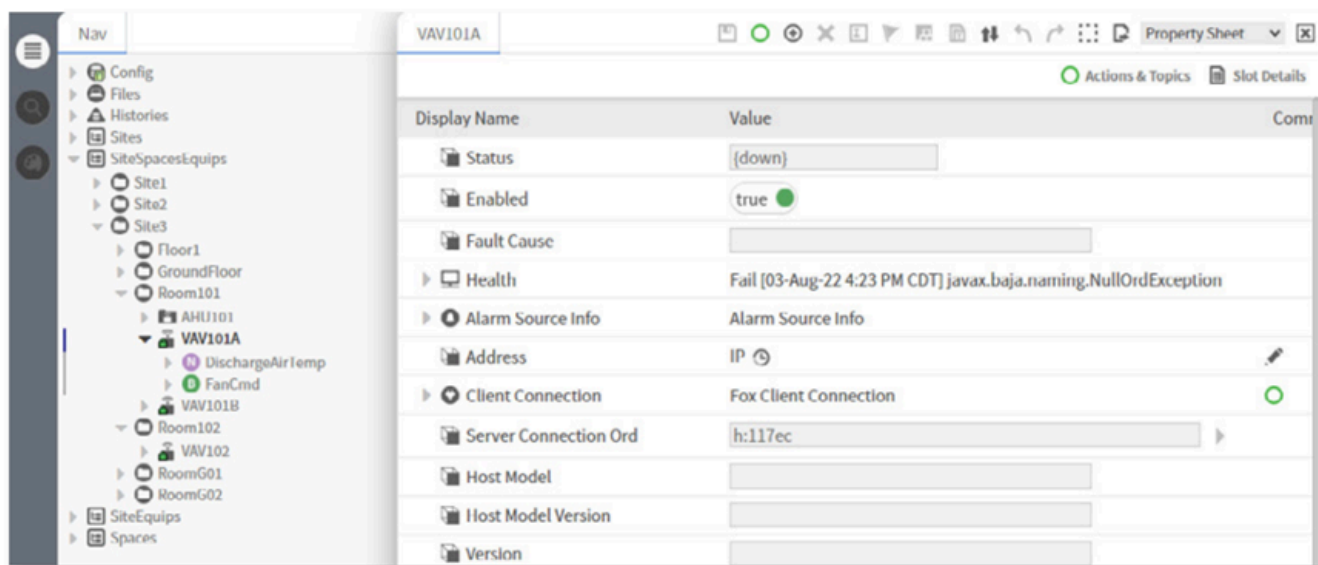 Nav
Config
Files
Histories
Sites
SiteSpacesEquips
Site1
Site2
Site3
Floor1
GroundFloor
Room101
AHU101
VAV101A
N DischargeAirTemp
B FanCmd
VAV101B
Room102
VAV102
RoomG01
RoomG02
SiteEquips
Spaces
VAV101A
Property Sheet
Actions & Topics Slot Details
Display Name Value Comm
Status {down}
Enabled true
Fault Cause
Health Fail [03-Aug-22 4:23 PM CDT] javax.baja.naming.NullOrdException
Alarm Source Info Alarm Source Info
Address IP
Client Connection Fox Client Connection
Server Connection Ord h:117ec
Host Model
Host Model Version
Version